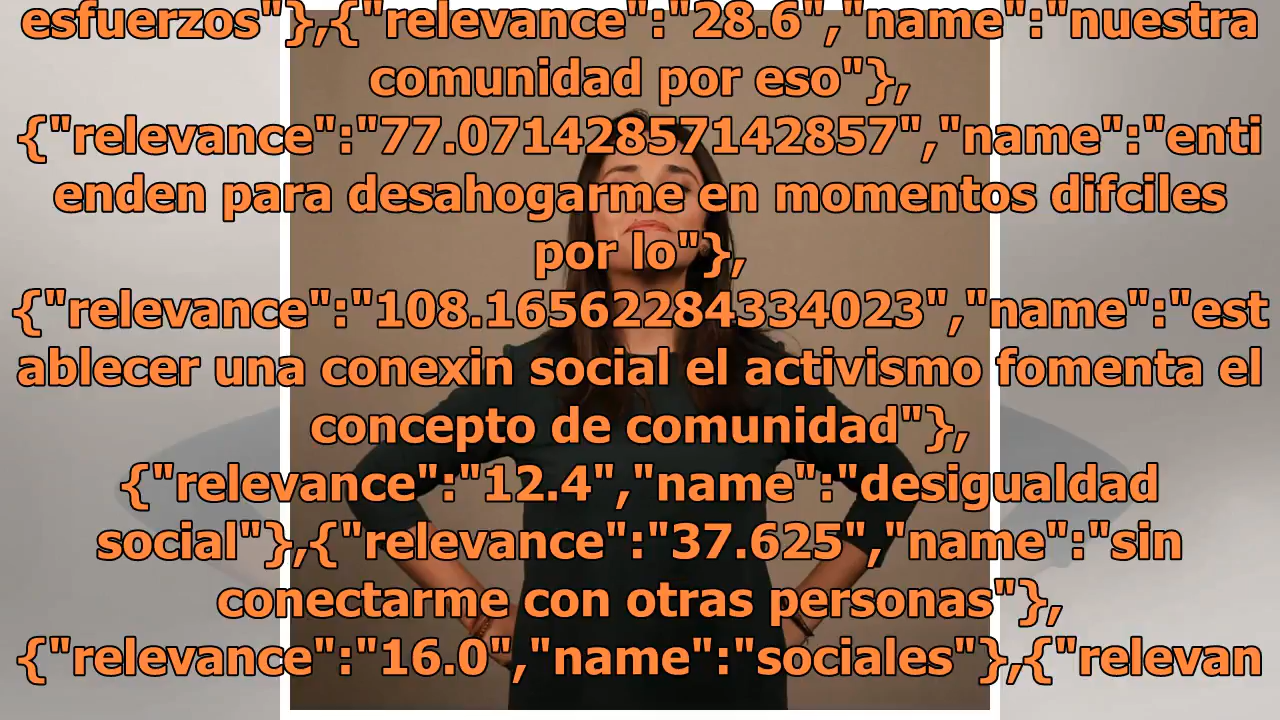 esfuerzos"},{"relevance":"28.6","name":"nuestra
comunidad por eso"},
{"relevance":"77.07142857142857","name":"enti
enden para desahogarme en momentos difciles
por lo"},
{"relevance":"108.16562284334023","name":"est
ablecer una conexin social el activismo fomenta el
concepto de comunidad"},
{"relevance":"12.4","name":"desigualdad
social"},{"relevance":"37.625","name":"sin
conectarme con otras personas"},
{"relevance":"16.0","name":"sociales"},{"relevan